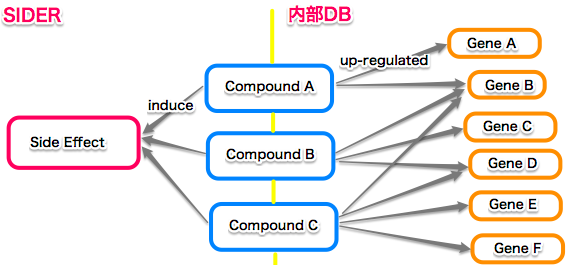 SIDER
内部DB
Gene A
up-regulated
Compound A
Gene B
induce
Gene C
Side Effect
Compound B
Gene D
Gene E
Compound C
Gene F